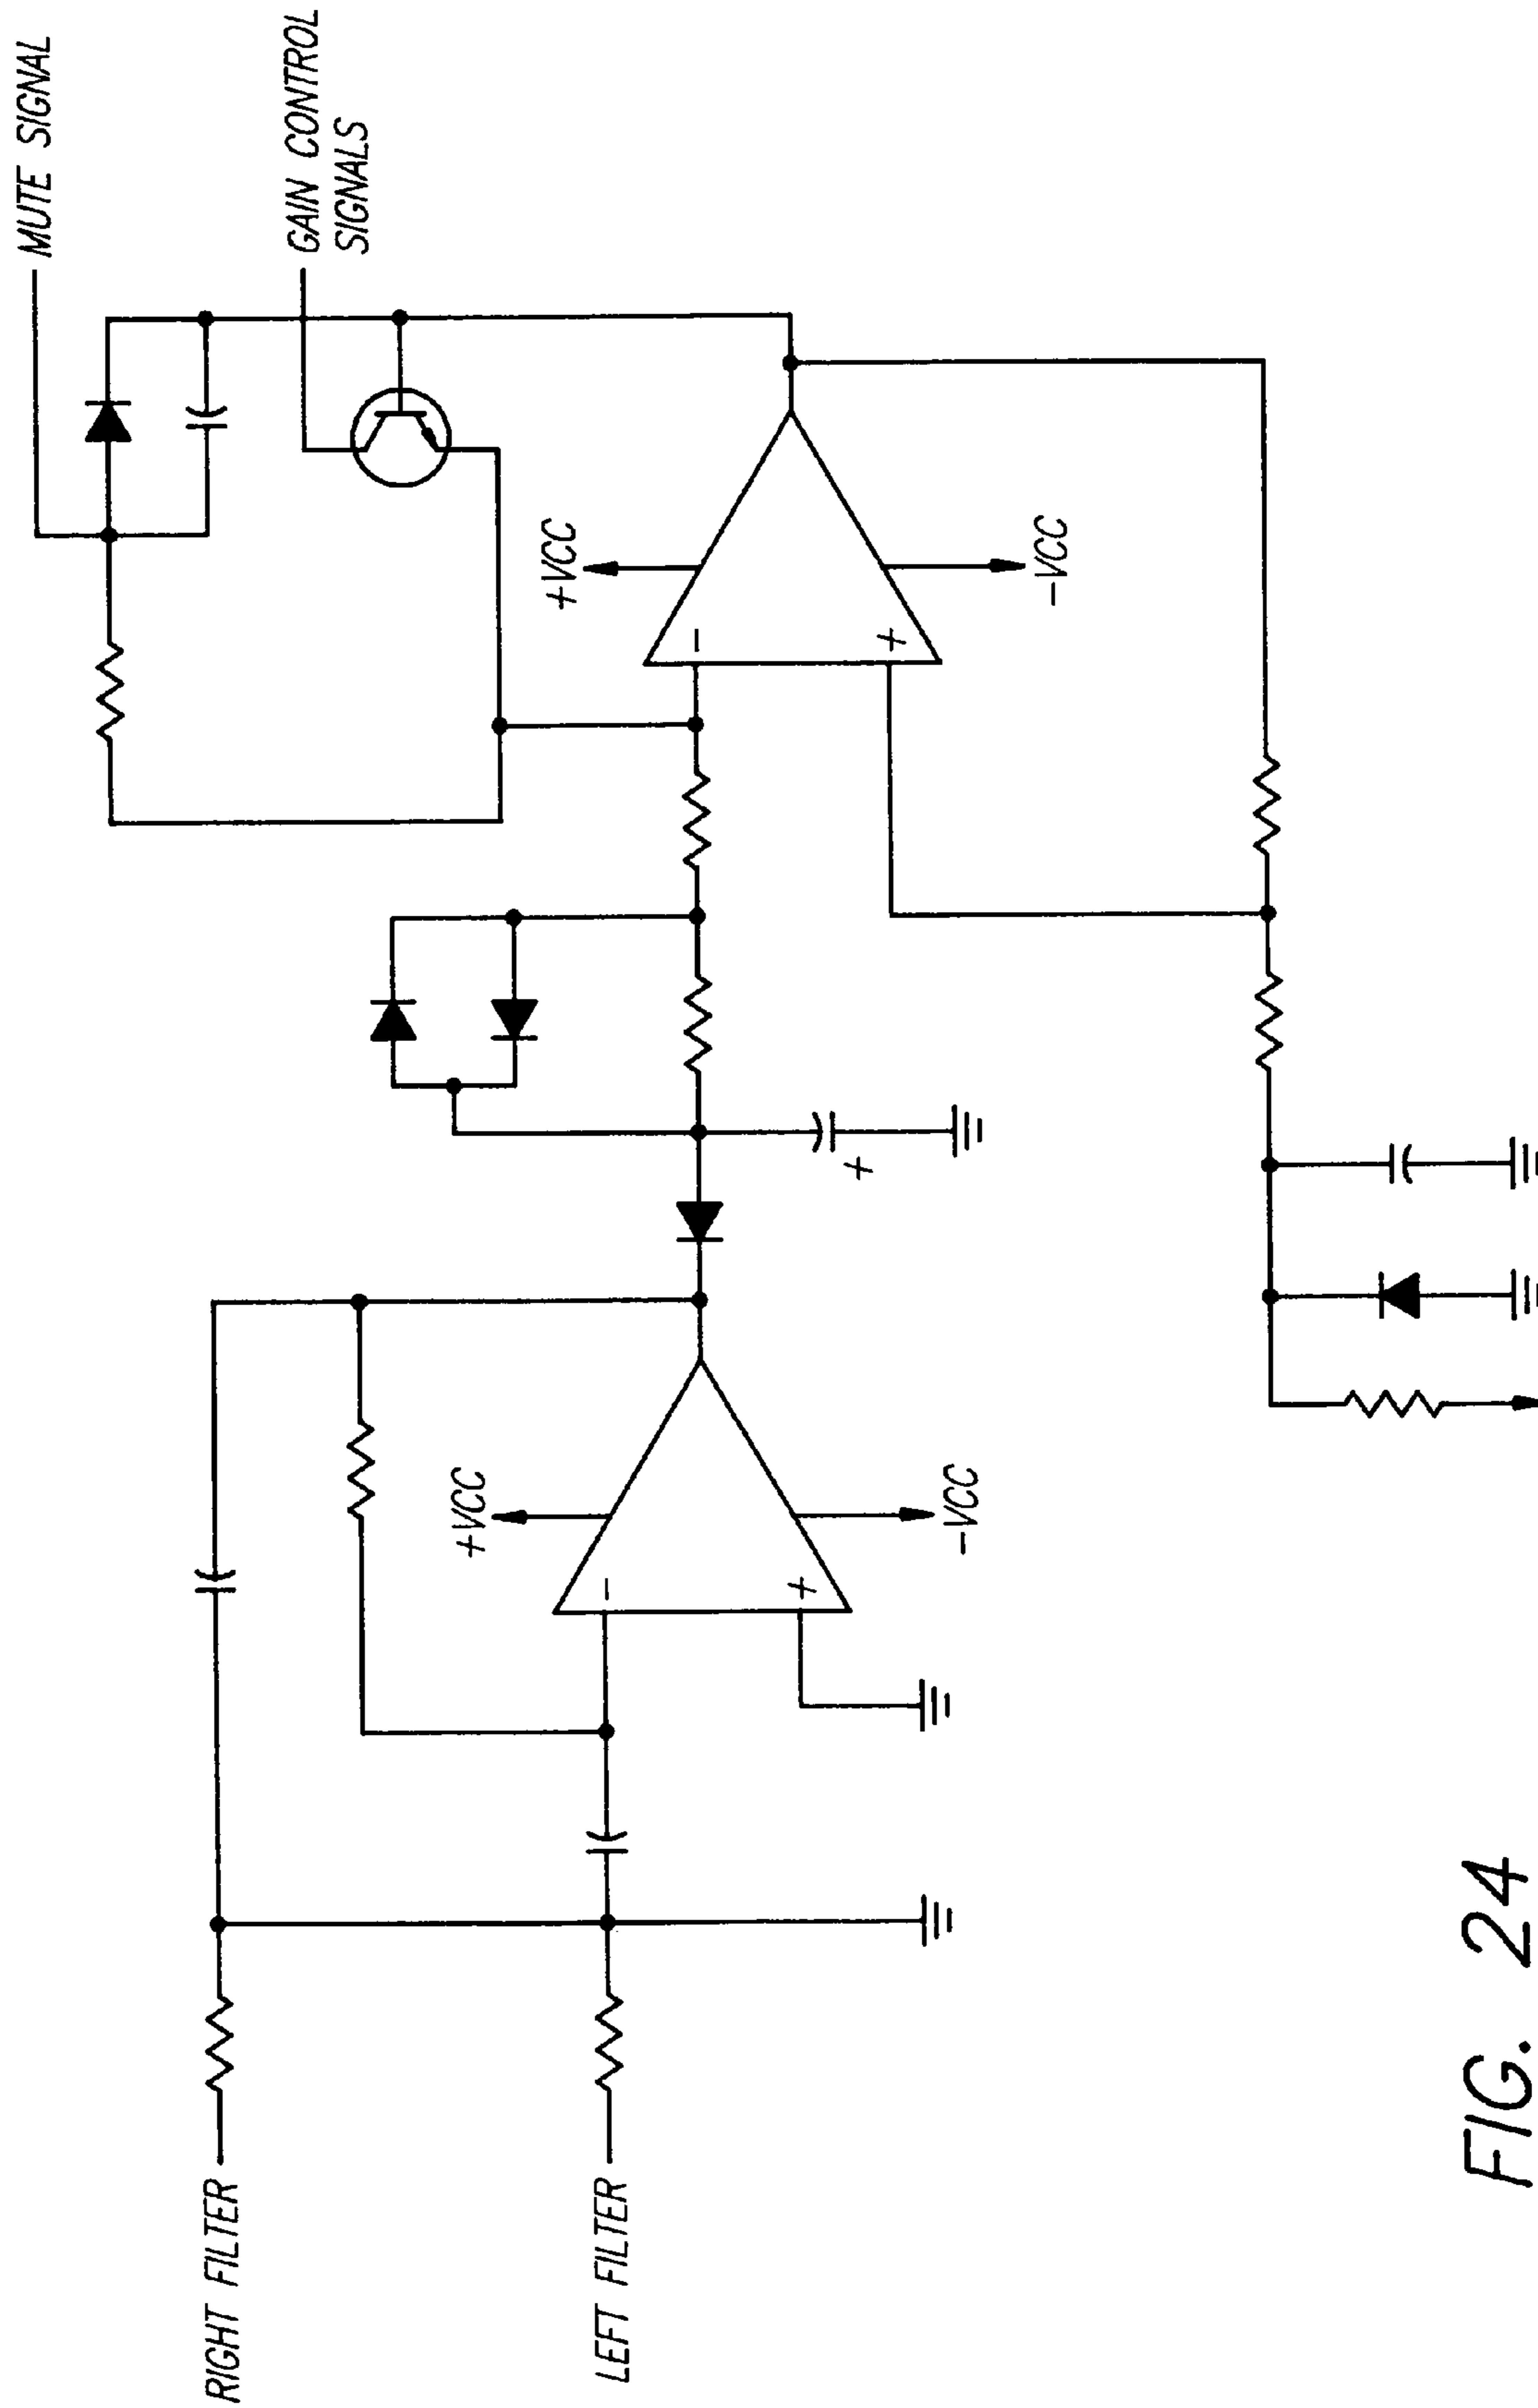 MUTE SIGNAL
GAIN CONTROL
SIGNALS
+VCC
−
+
−VCC
+
+VCC
−
+
−VCC
RIGHT FILTER
LEFT FILTER
FIG. 24